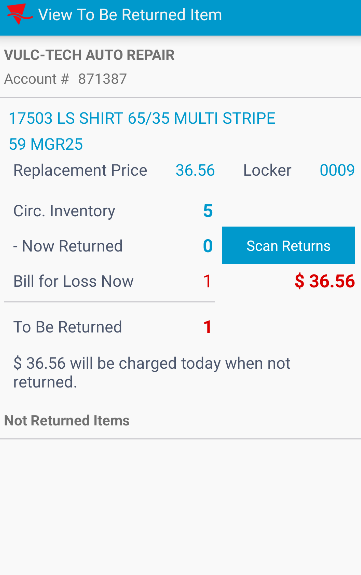 View To Be Returned Item
VULC-TECH AUTO REPAIR
Account # 871387
17503 LS SHIRT 65/35 MULTI STRIPE
59 MGR25
Replacement Price 36.56 Locker 0009
Circ. Inventory 5
- Now Returned 0 Scan Returns
Bill for Loss Now 1 $ 36.56
To Be Returned 1
$ 36.56 will be charged today when not
returned.
Not Returned Items